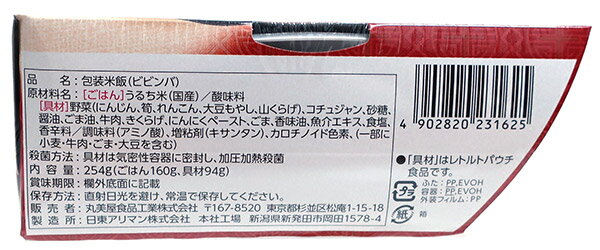 品名：包装米飯(ビビンバ)
原材料名：[ごはん]うるち米(国産)／酸味料
[具材]野菜(にんじん、筍、れんこん、大豆もやし、山くらげ)、コチュジャン、砂糖、
醤油、ごま油、牛肉、きくらげ、にんにくペースト、ごま、香味油、魚介エキス、食塩、
香辛料／調味料(アミノ酸)、増粘剤(キサンタン)、カロチノイド色素、(一部に
小麦・牛肉・ごま・大豆を含む)
殺菌方法：具材は気密性容器に密封し、加圧加熱殺菌
内容量：254g(ごはん160g、具材94g)
賞味期限：欄外底面に記載
保存方法：直射日光を避け、常温で保存してください。
販売者：丸美屋食品工業株式会社 〒167-8520 東京都杉並区松庵1-15-18
製造所：日東アリマン株式会社 本社工場 新潟県新発田市岡田1578-4
4 902820 231625
●「具材」はレトルトパウチ
食品です。
プラ
ふた：PP,EVOH
容器：PP,EVOH
外装フィルム：PP
紙
箱